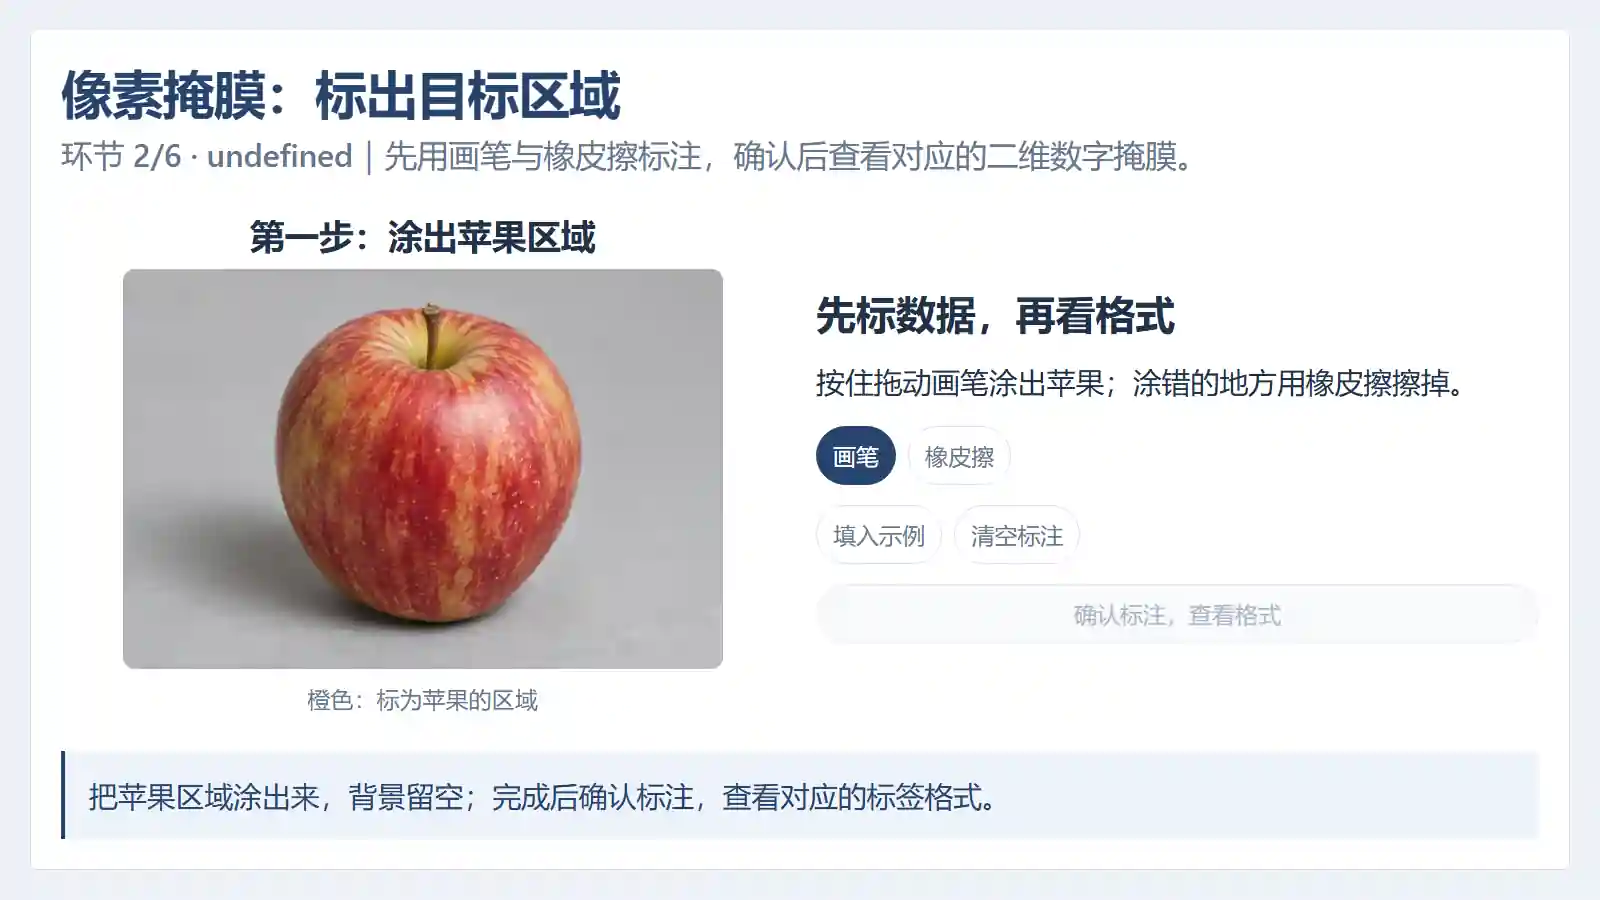 像素掩膜：标出目标区域
环节 2/6 · undefined｜先用画笔与橡皮擦标注，确认后查看对应的二维数字掩膜。
第一步：涂出苹果区域
橙色：标为苹果的区域
先标数据，再看格式
按住拖动画笔涂出苹果；涂错的地方用橡皮擦擦掉。
画笔
橡皮擦
填入示例
清空标注
确认标注，查看格式
把苹果区域涂出来，背景留空；完成后确认标注，查看对应的标签格式。